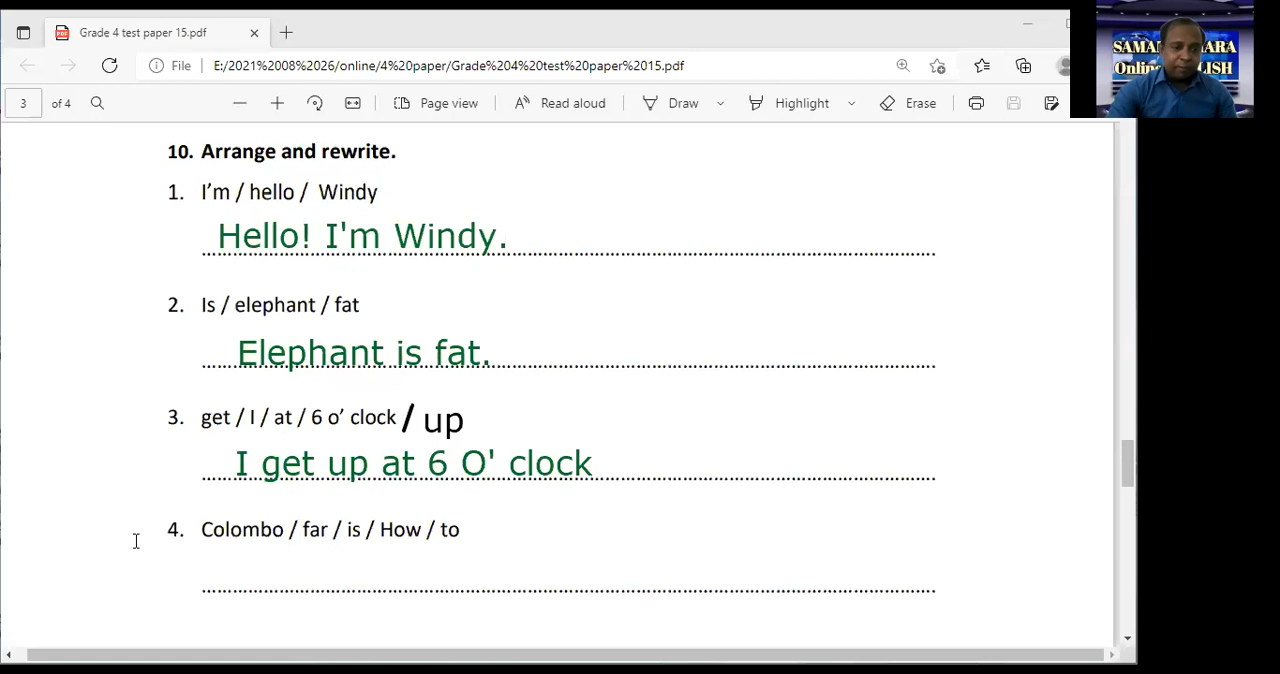 Grade 4 test paper 15.pdf
File E:/2021%2008%2026/online/4%20paper/Grade%204%20test%20paper%2015.pdf
3 of 4 Page view Read aloud Draw Highlight Erase
10. Arrange and rewrite.
1. I'm / hello / Windy
Hello! I'm Windy.
2. Is / elephant / fat
Elephant is fat.
3. get / I / at / 6 o' clock / up
I get up at 6 O' clock
4. Colombo / far / is / How / to